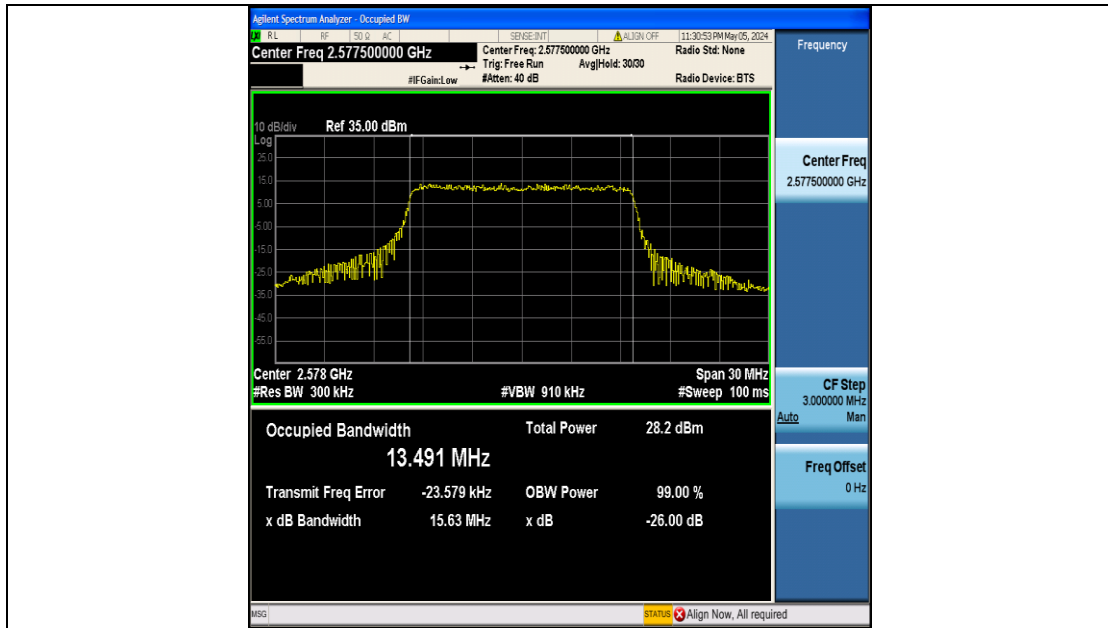 Agilent Spectrum Analyzer - Occupied BW
RL RF 50 Ω AC SENSE:INT ALIGN OFF 11:30:53 PM May 05, 2024
Center Freq 2.577500000 GHz
Center Freq: 2.577500000 GHz Radio Std: None
Trig: Free Run Avg|Hold: 30/30
#IFGain:Low #Atten: 40 dB Radio Device: BTS
10 dB/div Ref 35.00 dBm
Log
25.0
15.0
5.00
-5.00
-15.0
-25.0
-35.0
-45.0
-55.0
Center 2.578 GHz Span 30 MHz
#Res BW 300 kHz #VBW 910 kHz #Sweep 100 ms
Occupied Bandwidth Total Power 28.2 dBm
13.491 MHz
Transmit Freq Error -23.579 kHz OBW Power 99.00 %
x dB Bandwidth 15.63 MHz x dB -26.00 dB
Frequency
Center Freq
2.577500000 GHz
CF Step
3.000000 MHz
Auto Man
Freq Offset
0 Hz
MSG STATUS Align Now, All required